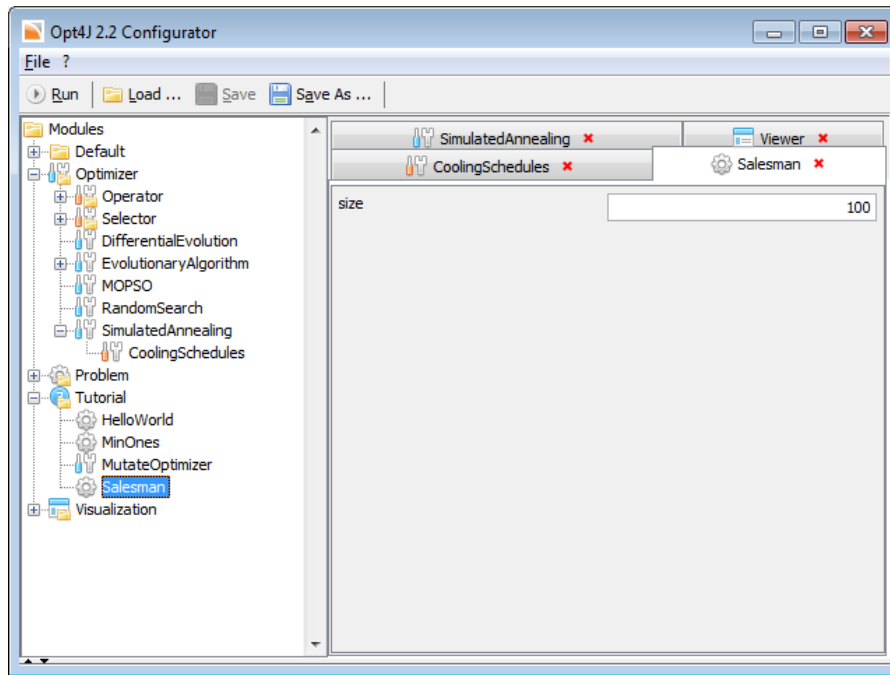 Opt4J 2.2 Configurator
File ?
Run Load ... Save Save As ...
Modules
Default
Optimizer
Operator
Selector
DifferentialEvolution
EvolutionaryAlgorithm
MOPSO
RandomSearch
SimulatedAnnealing
CoolingSchedules
Problem
Tutorial
HelloWorld
MinOnes
MutateOptimizer
Salesman
Visualization
SimulatedAnnealing Viewer
CoolingSchedules Salesman
size 100